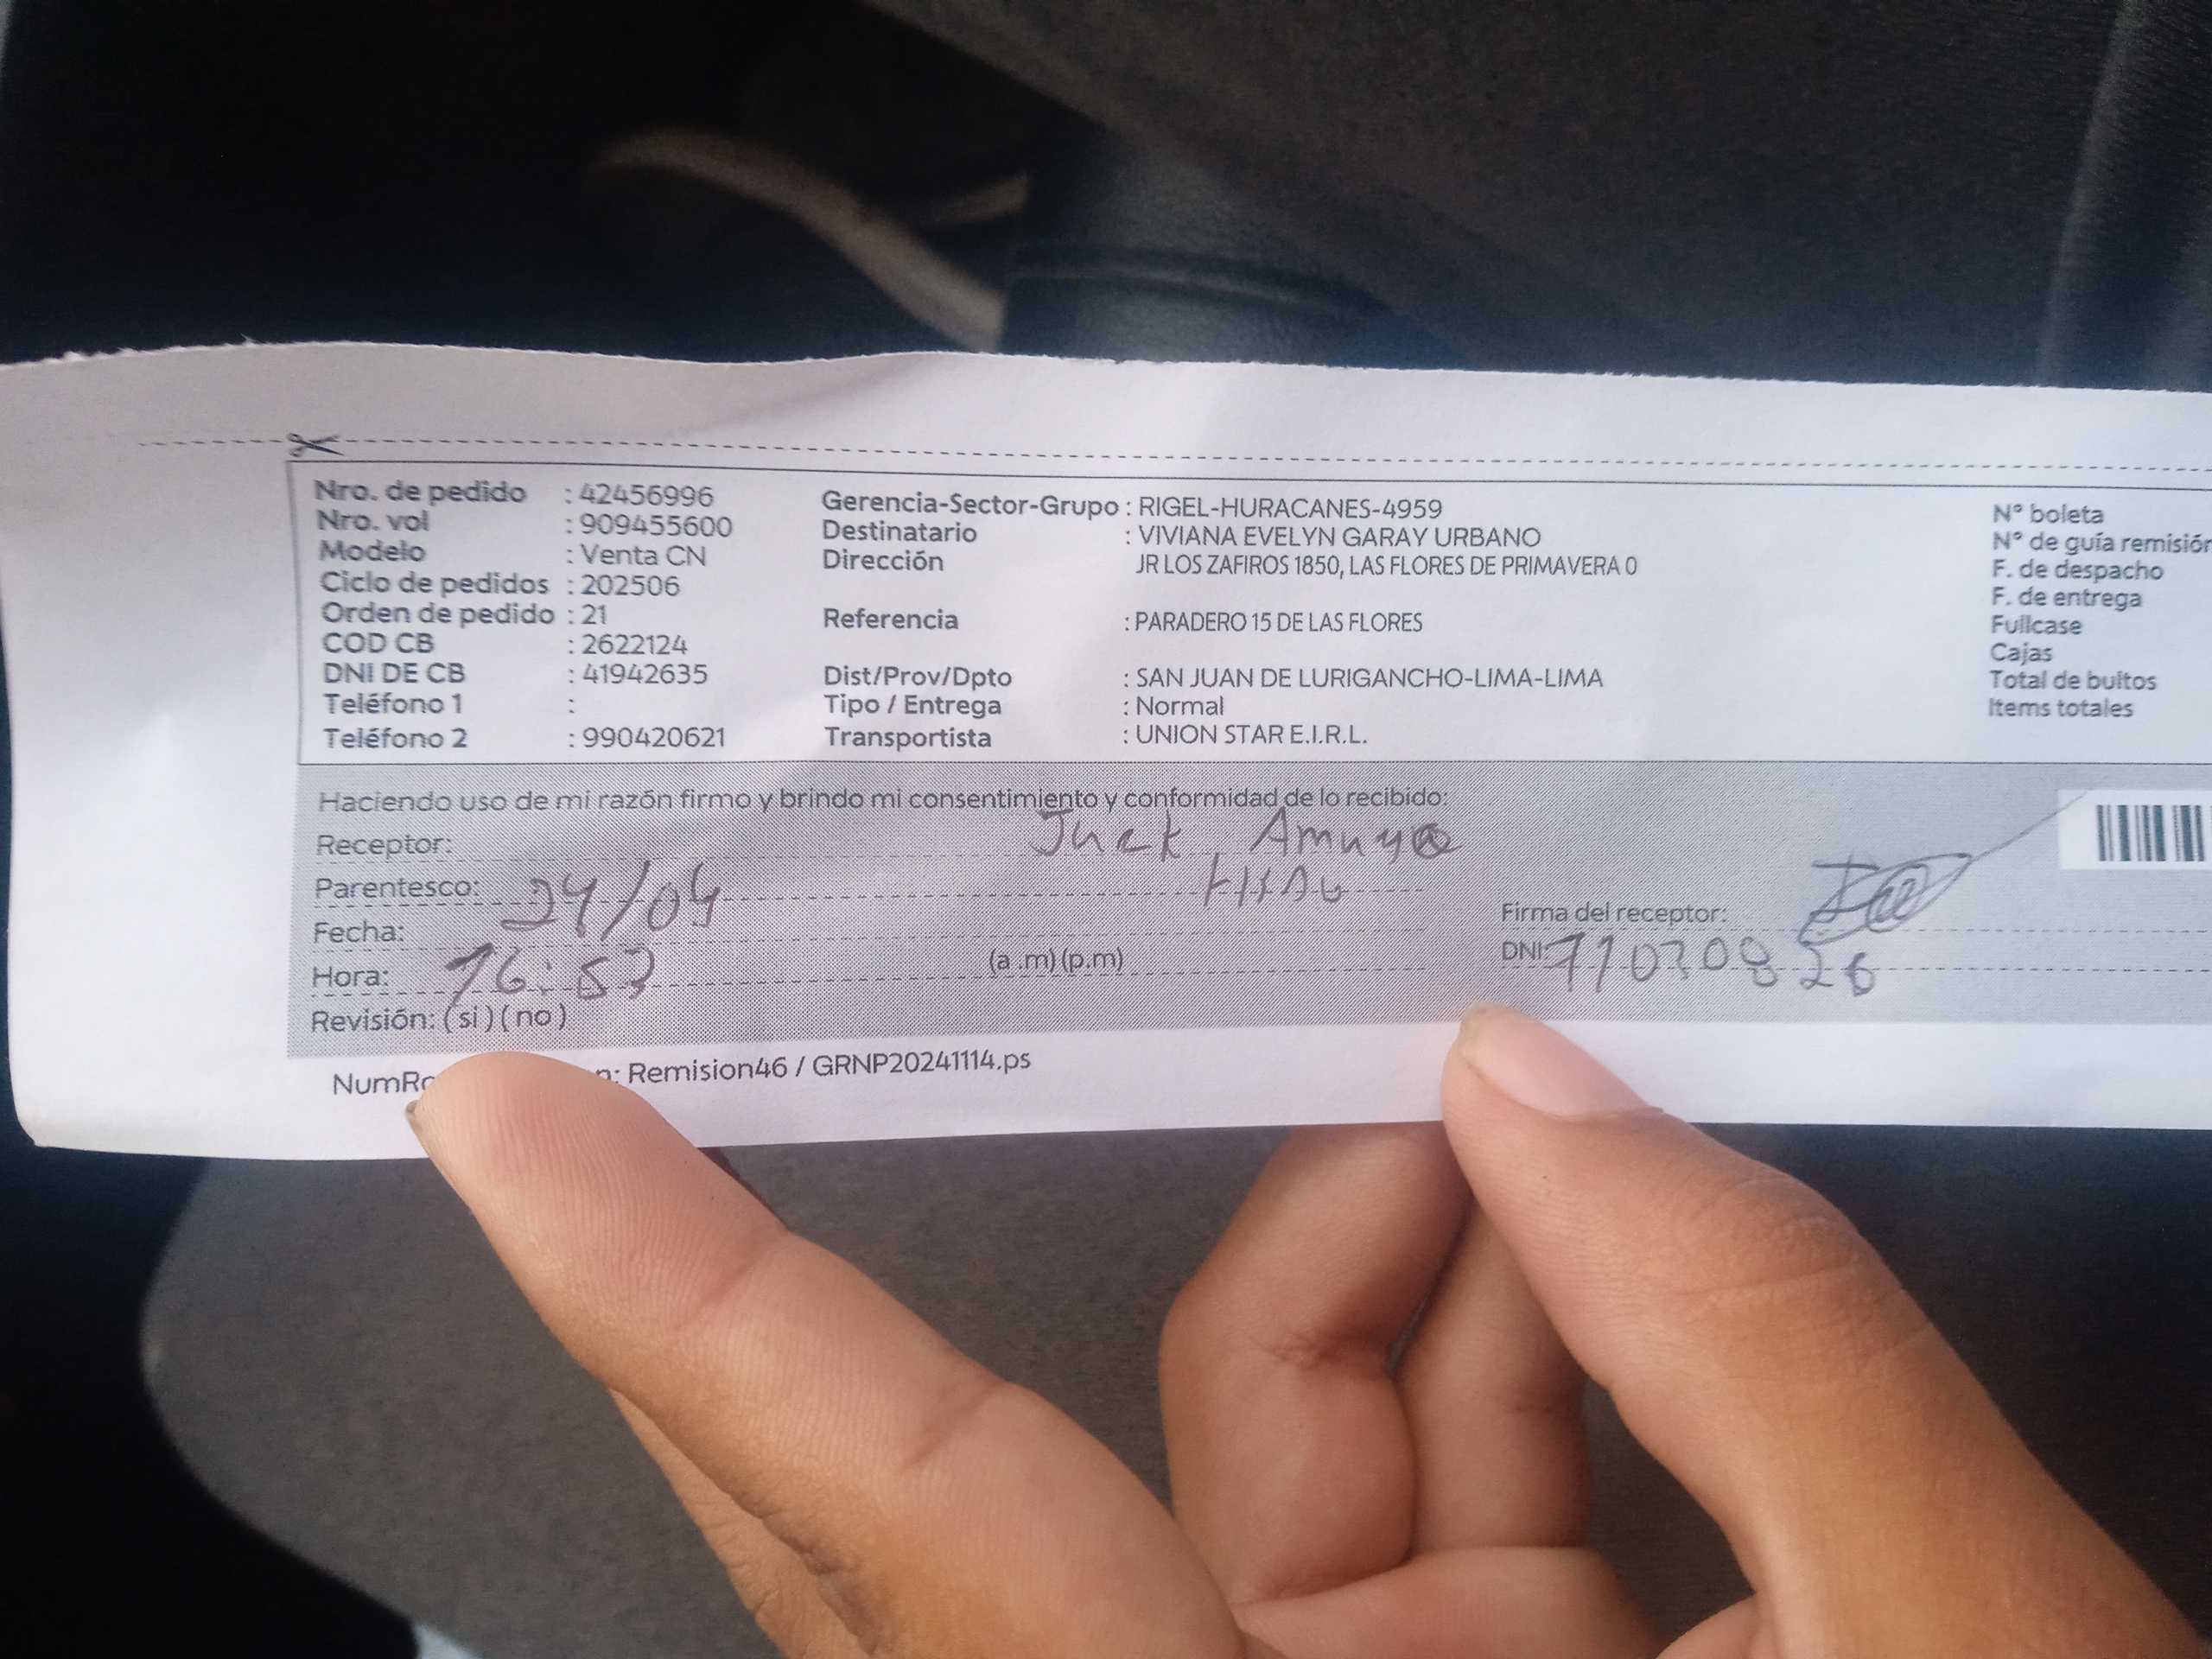 Nro. de pedido : 42456996
Nro. vol : 909455600
Modelo : Venta CN
Ciclo de pedidos : 202506
Orden de pedido : 21
COD CB : 2622124
DNI DE CB : 41942635
Teléfono 1 :
Teléfono 2 : 990420621
Gerencia-Sector-Grupo : RIGEL-HURACANES-4959
Destinatario : VIVIANA EVELYN GARAY URBANO
Dirección JR LOS ZAFIROS 1850, LAS FLORES DE PRIMAVERA 0
Referencia : PARADERO 15 DE LAS FLORES
Dist/Prov/Dpto : SAN JUAN DE LURIGANCHO-LIMA-LIMA
Tipo / Entrega : Normal
Transportista : UNION STAR E.I.R.L.
N° boleta
N° de guía remisión
F. de despacho
F. de entrega
Fullcase
Cajas
Total de bultos
Items totales
Haciendo uso de mi razón firmo y brindo mi consentimiento y conformidad de lo recibido:
Receptor:
Parentesco:
Fecha: 24/04
Hora: 16:53 (a .m) (p.m)
Revisión: (si) (no)
Firma del receptor:
DNI: 71030826
: Remision46 / GRNP20241114.ps